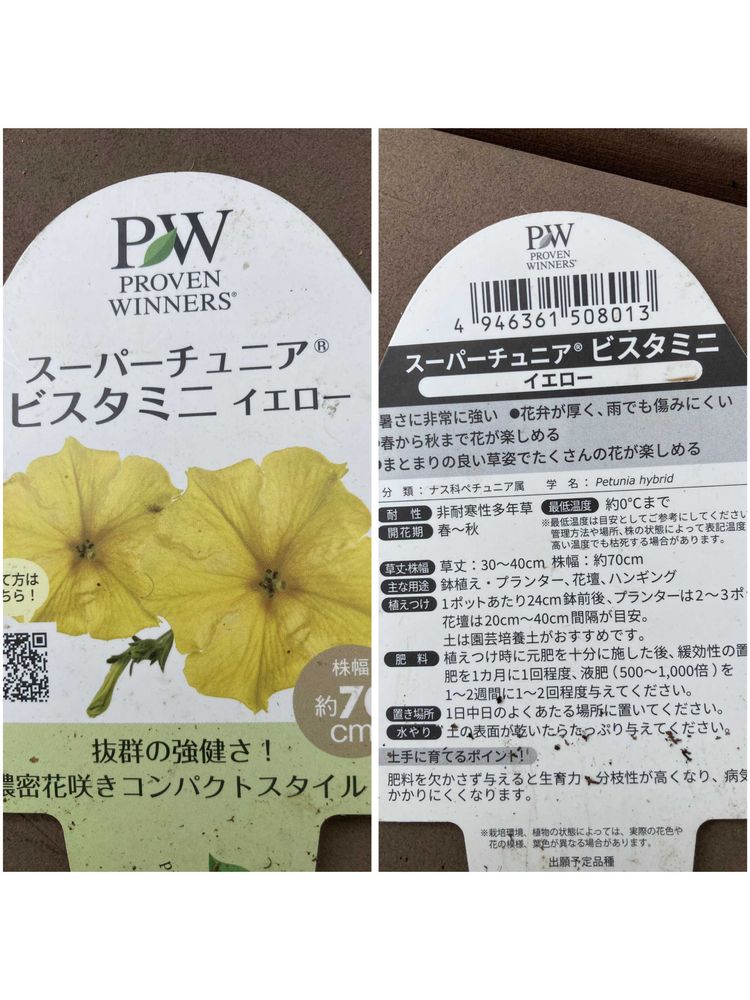 PW
PROVEN
WINNERS®
スーパーチュニア®
ビスタミニ イエロー
て方は
ちら！
株幅
約70
cm
抜群の強健さ！
濃密花咲きコンパクトスタイル
P
PW
PROVEN
WINNERS®
4 946361 508013
スーパーチュニア® ビスタミニ
イエロー
暑さに非常に強い ●花弁が厚く、雨でも傷みにくい
●春から秋まで花が楽しめる
●まとまりの良い草姿でたくさんの花が楽しめる
分 類：ナス科ペチュニア属 学 名：Petunia hybrid
耐 性 非耐寒性多年草 最低温度 約0℃まで
開花期 春〜秋
※最低温度は目安としてご参考にしてください
管理方法や場所、株の状態によって表記温度
高い温度でも枯死する場合があります。
草丈・株幅 草丈：30〜40cm 株幅：約70cm
主な用途 鉢植え・プランター、花壇、ハンギング
植えつけ 1ポットあたり24cm鉢前後、プランターは2〜3ポ
花壇は20cm〜40cm間隔が目安。
土は園芸培養土がおすすめです。
肥 料 植えつけ時に元肥を十分に施した後、緩効性の置
肥を1カ月に1回程度、液肥（500〜1,000倍）を
1〜2週間に1〜2回程度与えてください。
置き場所 1日中日のよくあたる場所に置いてください。
水やり 土の表面が乾いたらたっぷり与えてください。
上手に育てるポイント！
肥料を欠かさず与えると生育力、分枝性が高くなり、病気
かかりにくくなります。
※栽培環境、植物の状態によっては、実際の花色や
花の模様、葉色が異なる場合があります。
出願予定品種